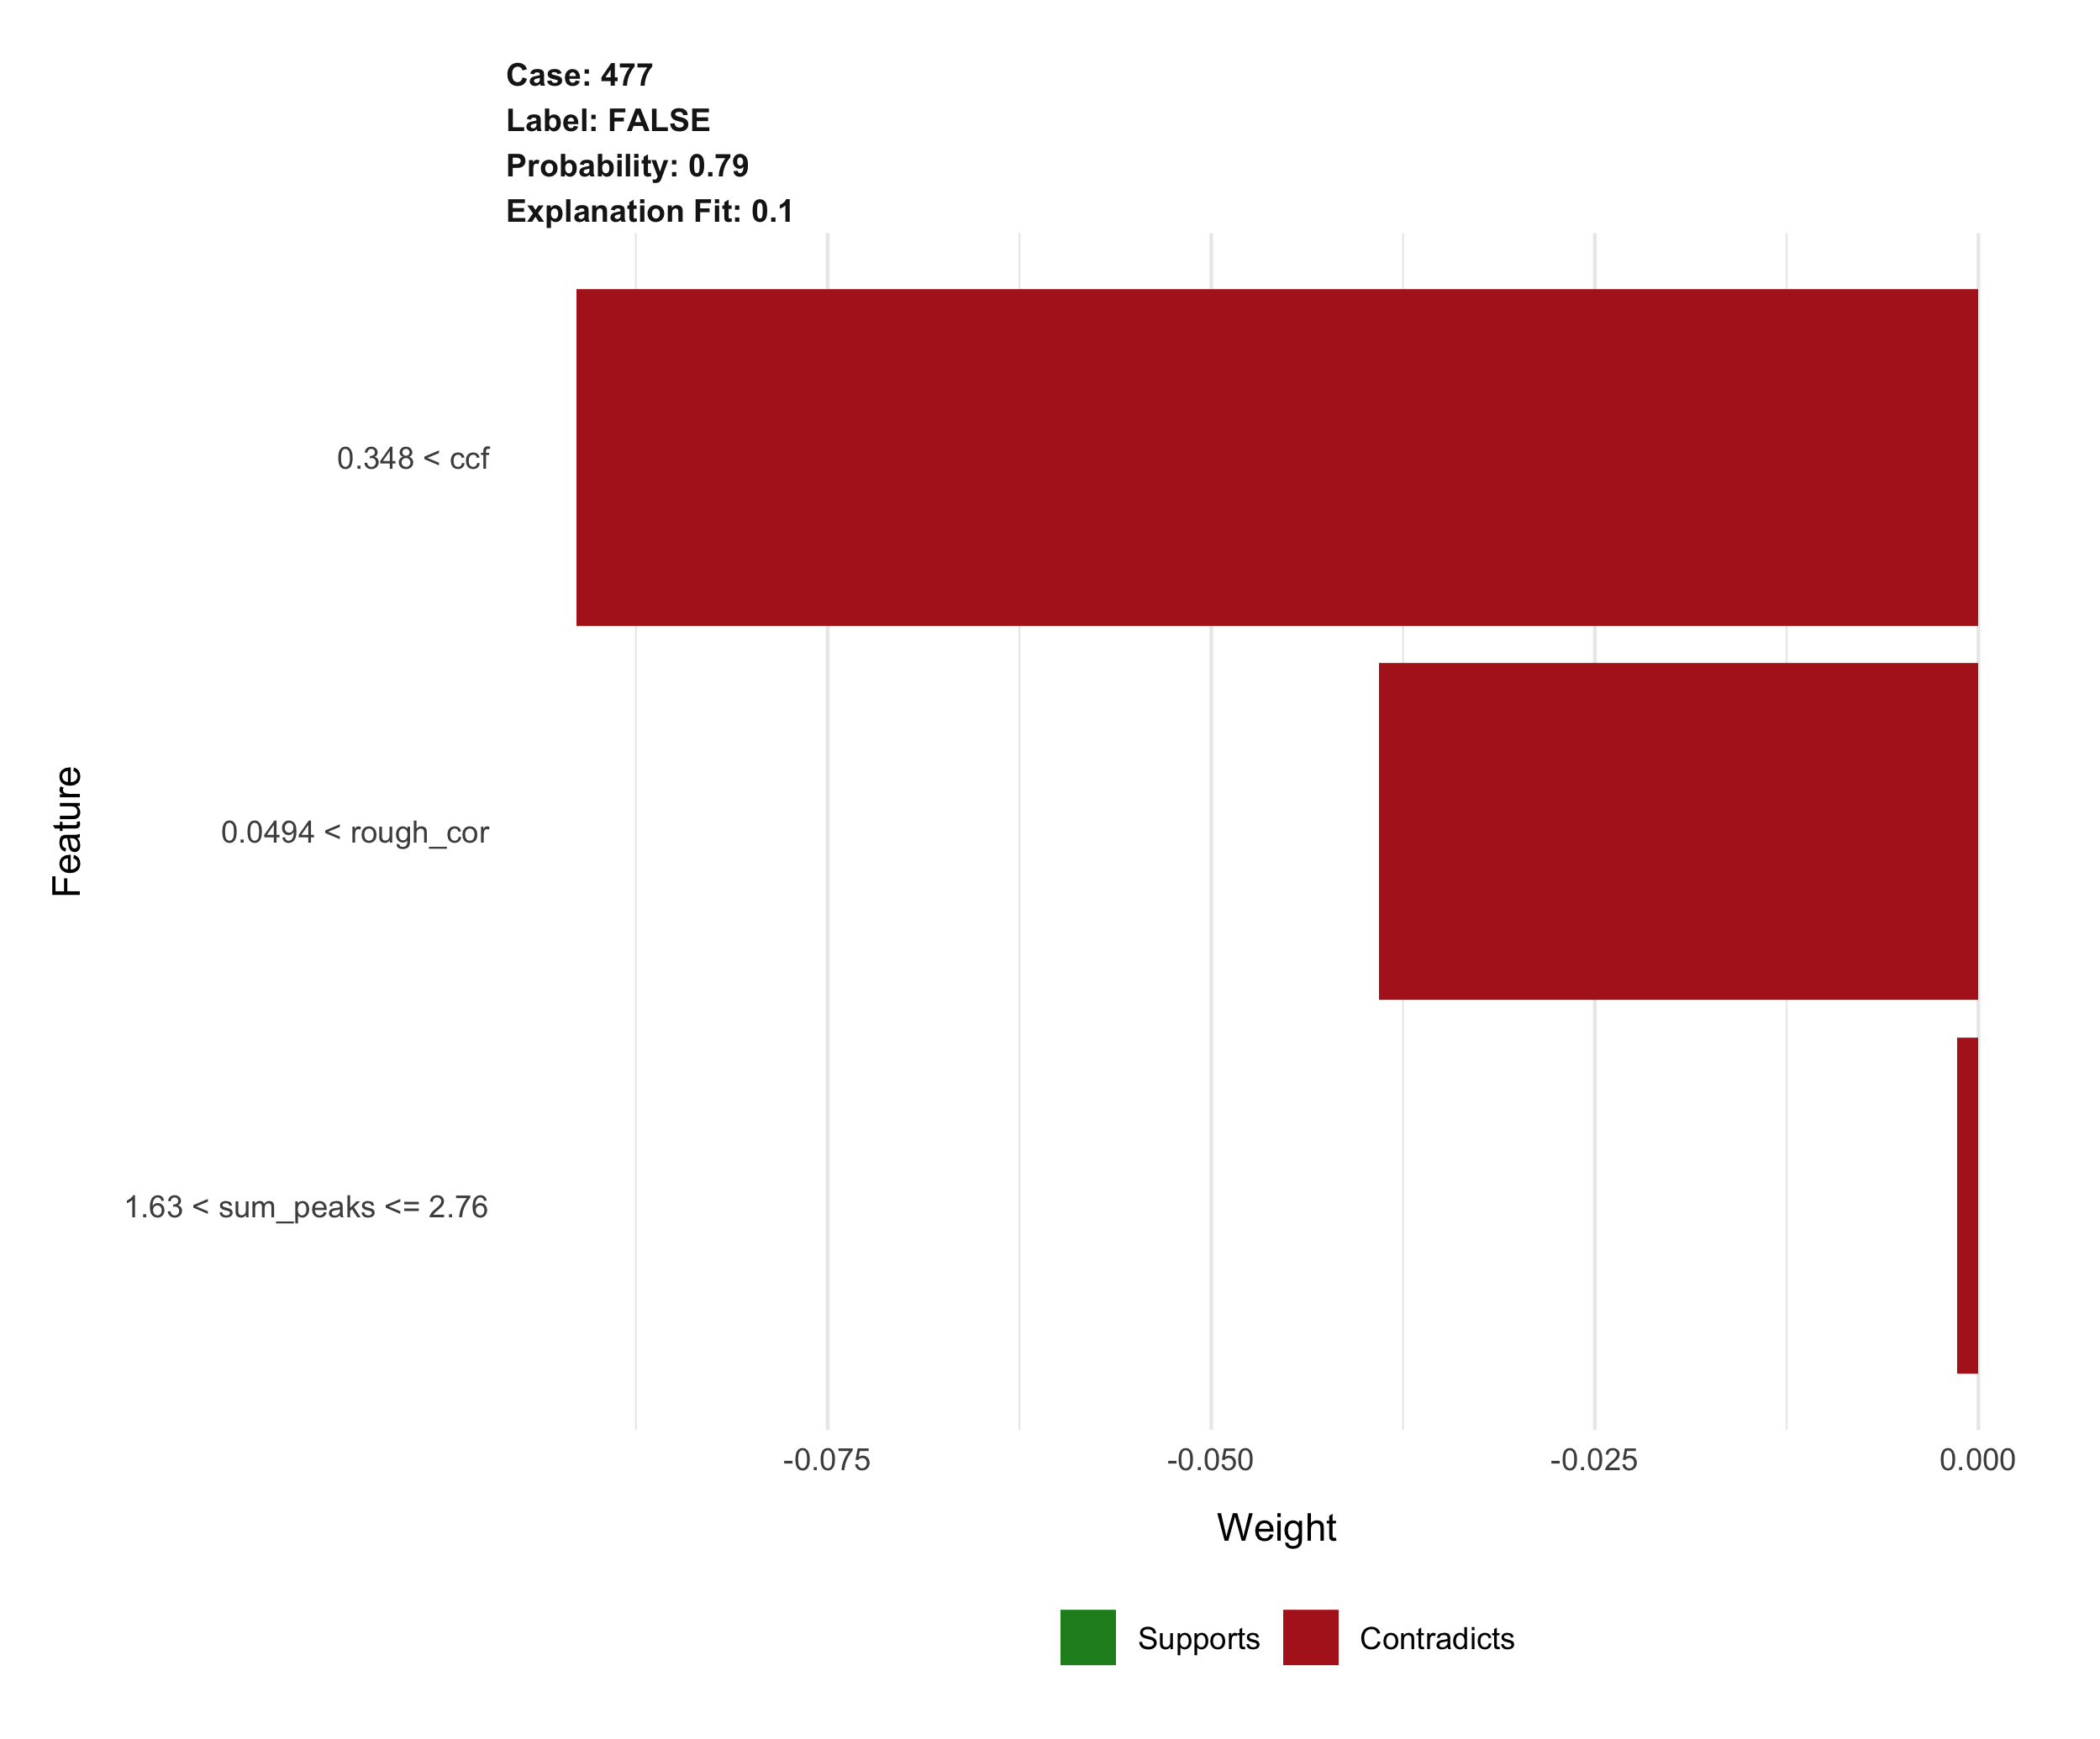 Case: 477
Label: FALSE
Probability: 0.79
Explanation Fit: 0.1
0.348 < ccf
0.0494 < rough_cor
1.63 < sum_peaks <= 2.76
Feature
-0.075 -0.050 -0.025 0.000
Weight
Supports Contradicts